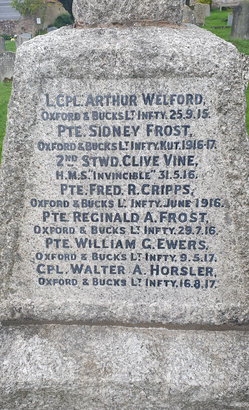 L.CPL. ARTHUR WELFORD,
OXFORD & BUCKS LT INFTY. 25.9.15.
PTE. SIDNEY FROST,
OXFORD & BUCKS LT. INFTY. KUT. 1916-17.
2ND STWD. CLIVE VINE,
H.M.S. "INVINCIBLE" 31.5.16.
PTE. FRED. R. CRIPPS,
OXFORD & BUCKS LT. INFTY. JUNE 1916.
PTE. REGINALD A. FROST,
OXFORD & BUCKS LT. INFTY. 29.7.16.
PTE. WILLIAM G. EWERS,
OXFORD & BUCKS LT. INFTY. 9.5.17.
CPL. WALTER A. HORSLER,
OXFORD & BUCKS LT. INFTY. 16.8.17.